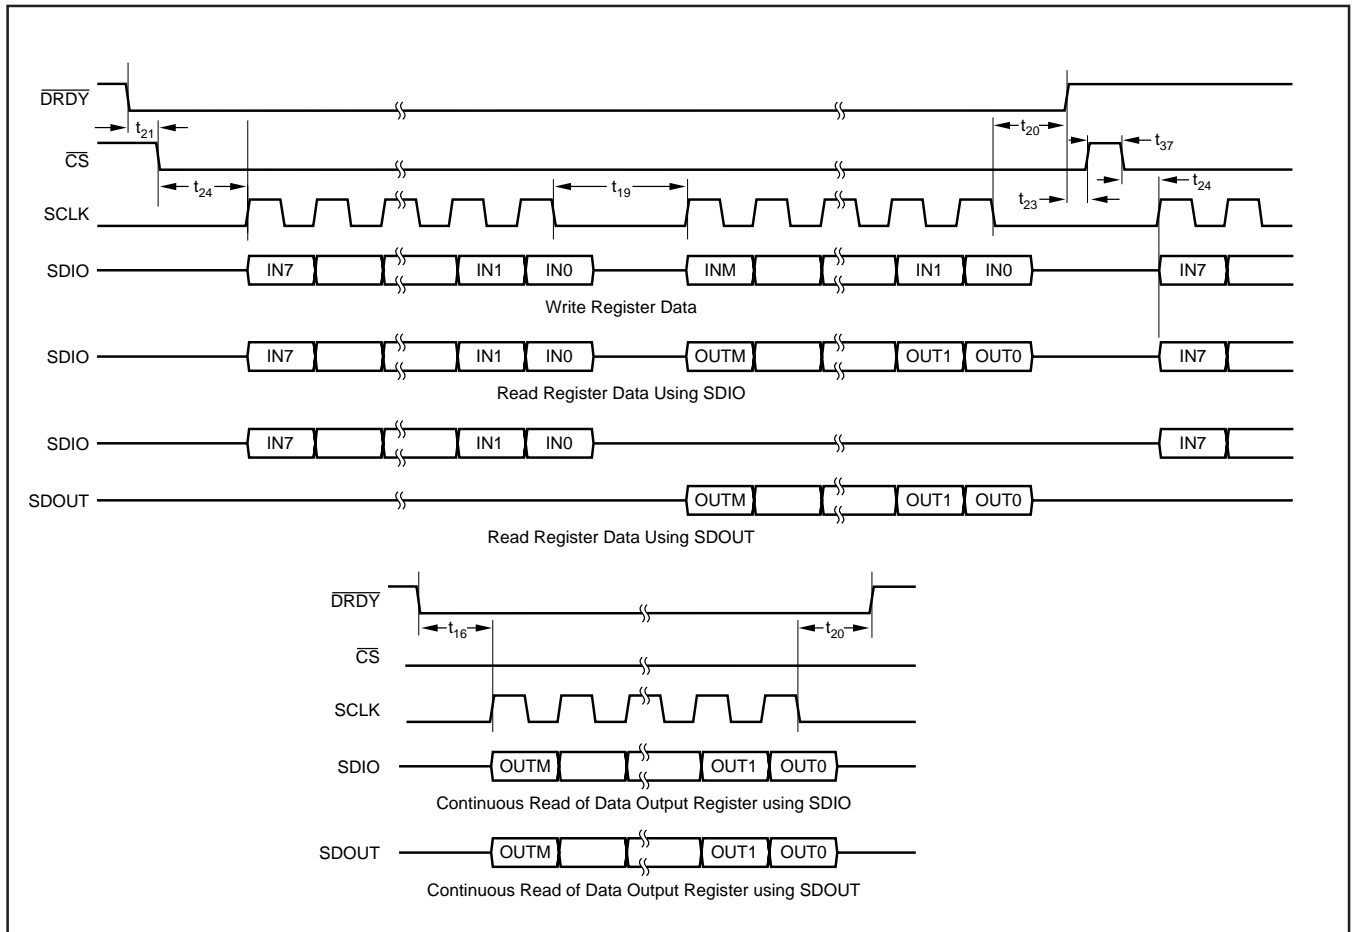 DRDY
t21
t20
t37
CS
t24
t19
t24
SCLK
t23
SDIO IN7 IN1 IN0 INM IN1 IN0 IN7
Write Register Data
SDIO IN7 IN1 IN0 OUTM OUT1 OUT0 IN7
Read Register Data Using SDIO
SDIO IN7 IN1 IN0 IN7
SDOUT OUTM OUT1 OUT0
Read Register Data Using SDOUT
DRDY
t16 t20
CS
SCLK
SDIO OUTM OUT1 OUT0
Continuous Read of Data Output Register using SDIO
SDOUT OUTM OUT1 OUT0
Continuous Read of Data Output Register using SDOUT